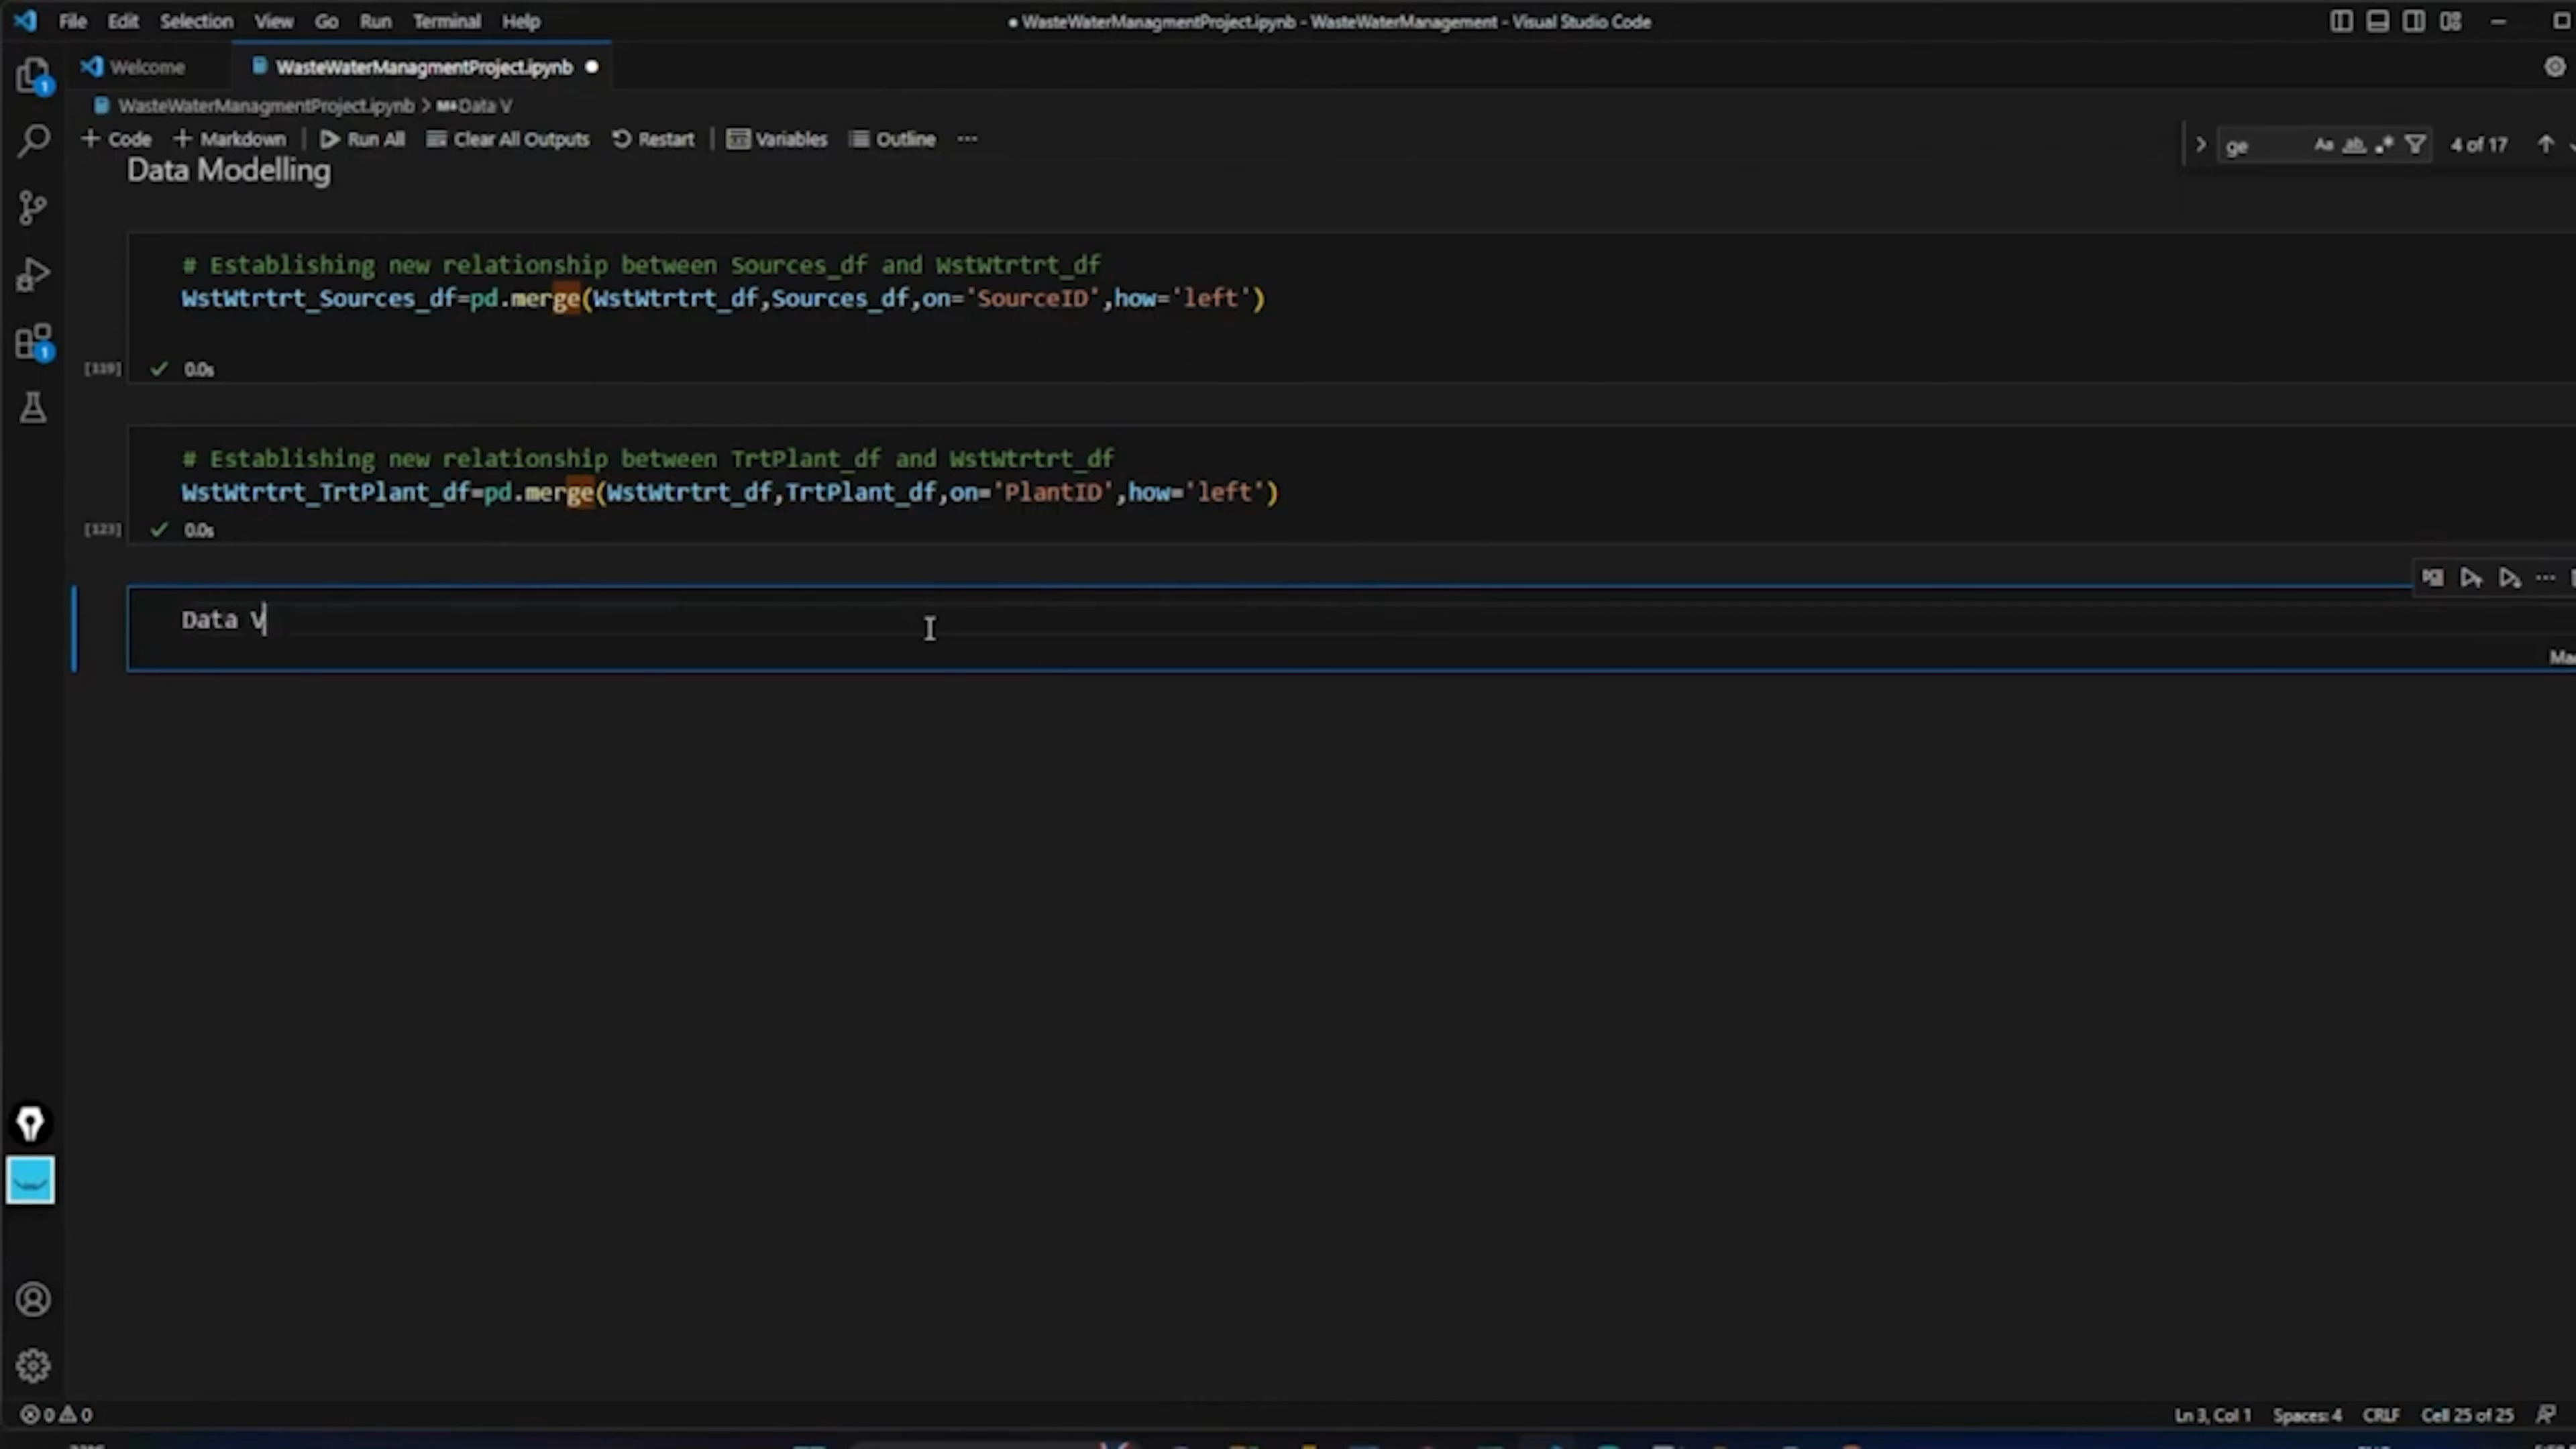 File Edit Selection View Go Run Terminal Help
● WasteWaterManagmentProject.ipynb - WasteWaterManagement - Visual Studio Code
Welcome
WasteWaterManagmentProject.ipynb ●
WasteWaterManagmentProject.ipynb > M↓Data V
+ Code + Markdown | Run All Clear All Outputs Restart | Variables Outline ...
ge Aa ab 4 of 17
Data Modelling
# Establishing new relationship between Sources_df and WstWtrtrt_df
WstWtrtrt_Sources_df=pd.merge(WstWtrtrt_df,Sources_df,on='SourceID',how='left')
[119] ✓ 0.0s
# Establishing new relationship between TrtPlant_df and WstWtrtrt_df
WstWtrtrt_TrtPlant_df=pd.merge(WstWtrtrt_df,TrtPlant_df,on='PlantID',how='left')
[123] ✓ 0.0s
Data V
1
1
0 0
Ln 3, Col 1 Spaces: 4 CRLF Cell 25 of 25